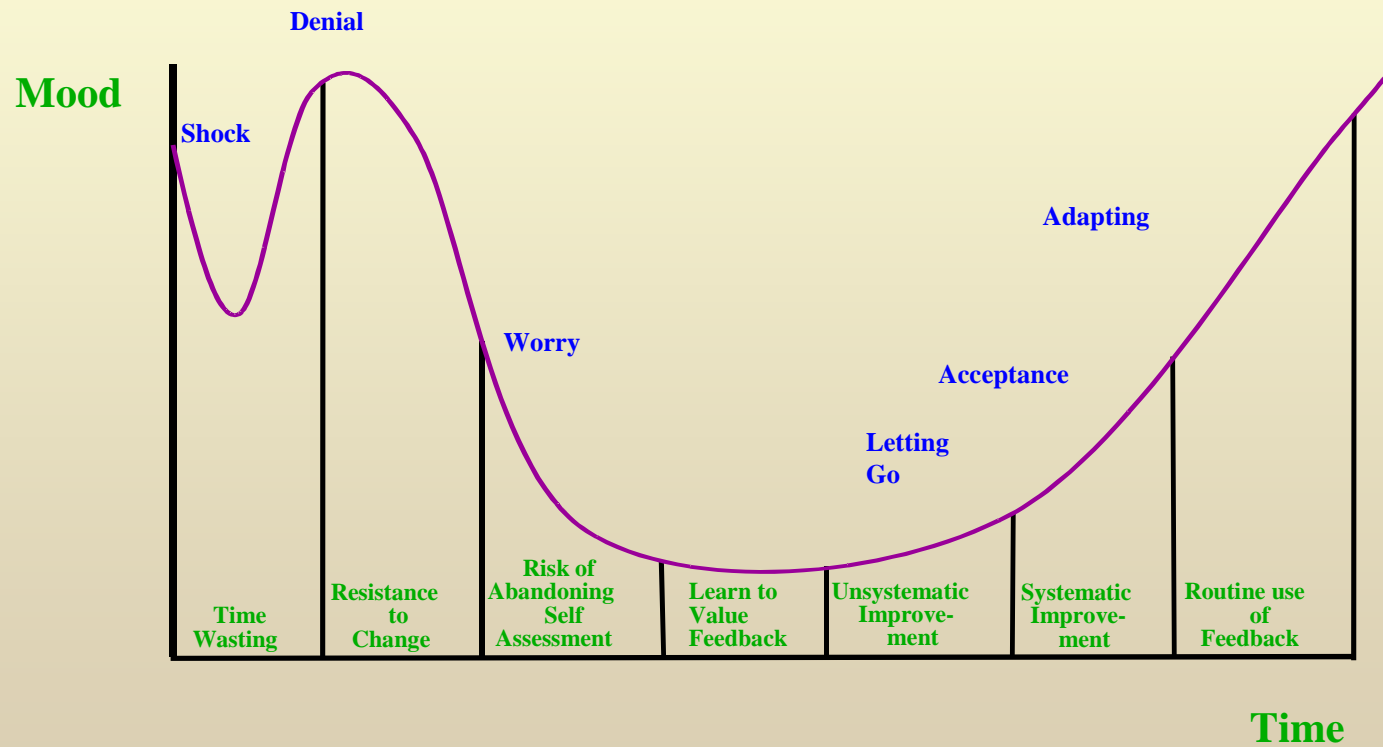 Denial
Mood
Shock
Adapting
Worry
Acceptance
Letting
Go
Time
Wasting
Resistance
to
Change
Risk of
Abandoning
Self
Assessment
Learn to
Value
Feedback
Unsystematic
Improve-
ment
Systematic
Improve-
ment
Routine use
of
Feedback
Time